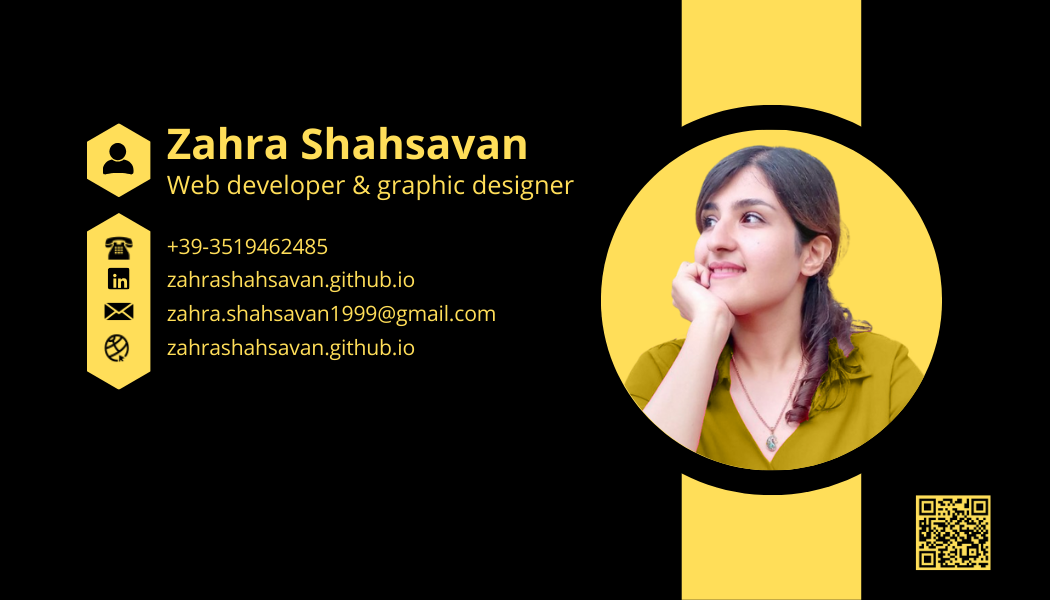 Zahra Shahsavan
Web developer & graphic designer
+39-3519462485
zahrashahsavan.github.io
zahra.shahsavan1999@gmail.com
zahrashahsavan.github.io